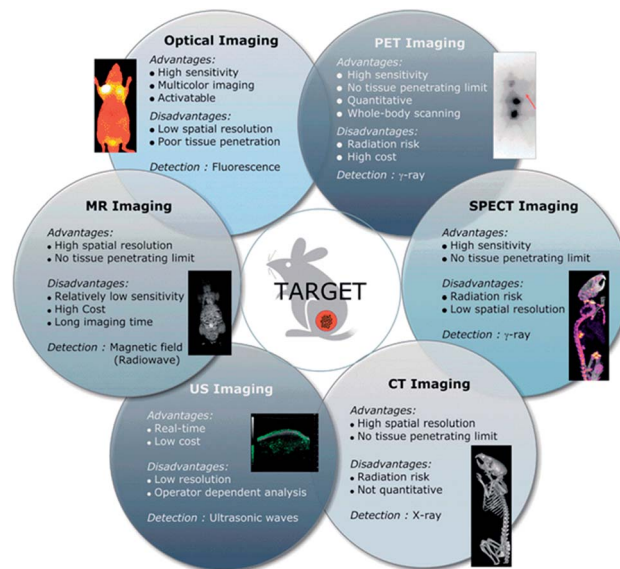 Optical Imaging
Advantages:
• High sensitivity
• Multicolor imaging
• Activatable
Disadvantages:
• Low spatial resolution
• Poor tissue penetration
Detection : Fluorescence
PET Imaging
Advantages:
• High sensitivity
• No tissue penetrating limit
• Quantitative
• Whole-body scanning
Disadvantages:
• Radiation risk
• High cost
Detection : γ-ray
MR Imaging
Advantages:
• High spatial resolution
• No tissue penetrating limit
Disadvantages:
• Relatively low sensitivity
• High Cost
• Long imaging time
Detection : Magnetic field
(Radiowave)
TARGET
SPECT Imaging
Advantages:
• High sensitivity
• No tissue penetrating limit
Disadvantages:
• Radiation risk
• Low spatial resolution
Detection : γ-ray
US Imaging
Advantages:
• Real-time
• Low cost
Disadvantages:
• Low resolution
• Operator dependent analysis
Detection : Ultrasonic waves
CT Imaging
Advantages:
• High spatial resolution
• No tissue penetrating limit
Disadvantages:
• Radiation risk
• Not quantitative
Detection : X-ray